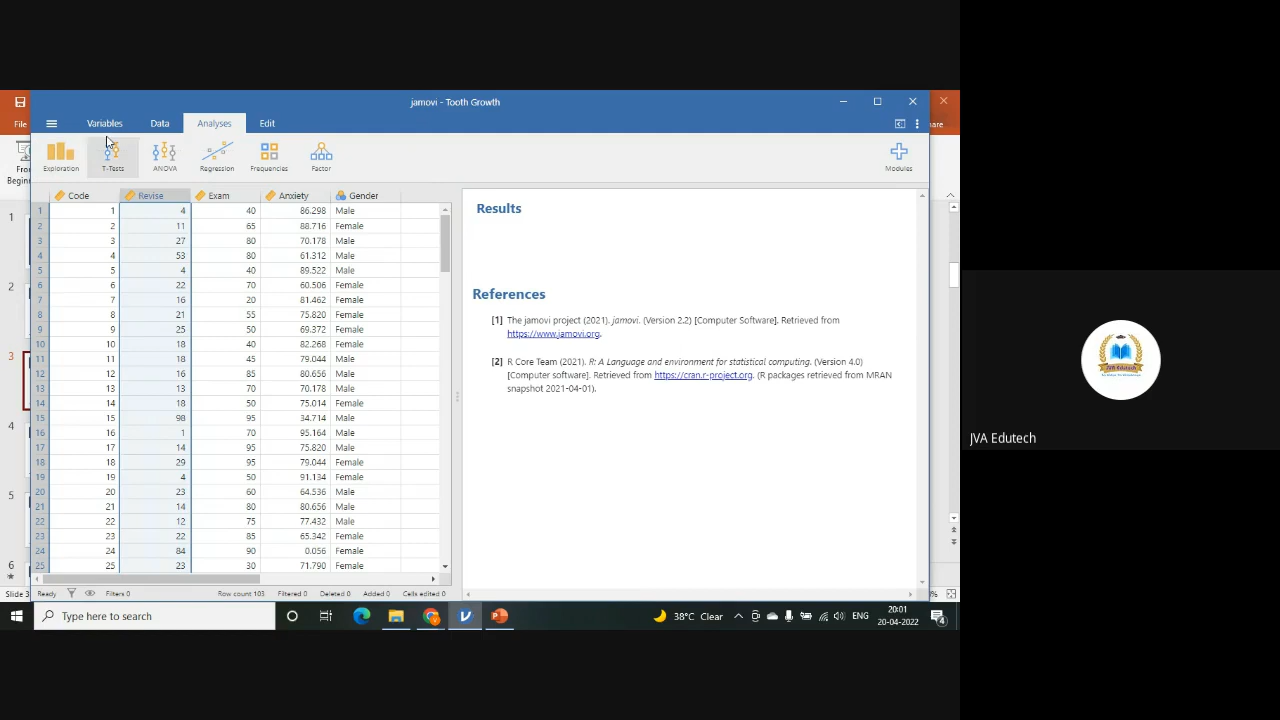 jamovi - Tooth Growth
File
Variables Data Analyses Edit
are
From
Beginn
Exploration T-Tests ANOVA Regression Frequencies Factor Modules
Code Revise Exam Anxiety Gender
1 1 4 40 86.298 Male
2 2 11 65 88.716 Female
3 3 27 80 70.178 Male
4 4 53 80 61.312 Male
5 5 4 40 89.522 Male
6 6 22 70 60.506 Female
7 7 16 20 81.462 Female
8 8 21 55 75.820 Female
9 9 25 50 69.372 Female
10 10 18 40 82.268 Female
11 11 18 45 79.044 Male
12 12 16 85 80.656 Male
13 13 13 70 70.178 Male
14 14 18 50 75.014 Female
15 15 98 95 34.714 Male
16 16 1 70 95.164 Male
17 17 14 95 75.820 Male
18 18 29 95 79.044 Female
19 19 4 50 91.134 Female
20 20 23 60 64.536 Male
21 21 14 80 80.656 Male
22 22 12 75 77.432 Male
23 23 22 85 65.342 Female
24 24 84 90 0.056 Female
25 25 23 30 71.790 Female
1
2
3
4
5
6
Results
References
[1] The jamovi project (2021). jamovi. (Version 2.2) [Computer Software]. Retrieved from
https://www.jamovi.org.
[2] R Core Team (2021). R: A Language and environment for statistical computing. (Version 4.0)
[Computer software]. Retrieved from https://cran.r-project.org. (R packages retrieved from MRAN
snapshot 2021-04-01).
Slide 3
Ready Filters 0 Row count 103 Filtered 0 Deleted 0 Added 0 Cells edited 0
%
Type here to search
38°C Clear
ENG
20:01
20-04-2022
4
JVA Edutech